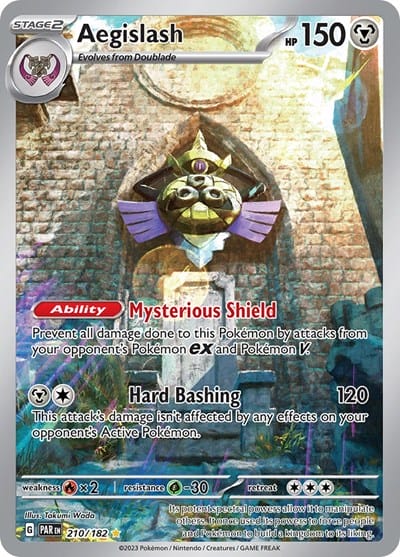 STAGE2
Aegislash
HP 150
Evolves from Doublade
Ability Mysterious Shield
Prevent all damage done to this Pokémon by attacks
from your opponent's Pokémon ex and Pokémon V.
Hard Bashing 120
This attack's damage isn't affected by any effects on your
opponent's Active Pokémon.
weakness ×2 resistance -30 retreat
Illus. Takumi Wada
Its potent spectral powers allow it to manipulate
others. It once used its powers to force people
and Pokémon to build a kingdom to its liking.
G PAR EN 210/182
©2023 Pokémon / Nintendo / Creatures / GAME FREAK